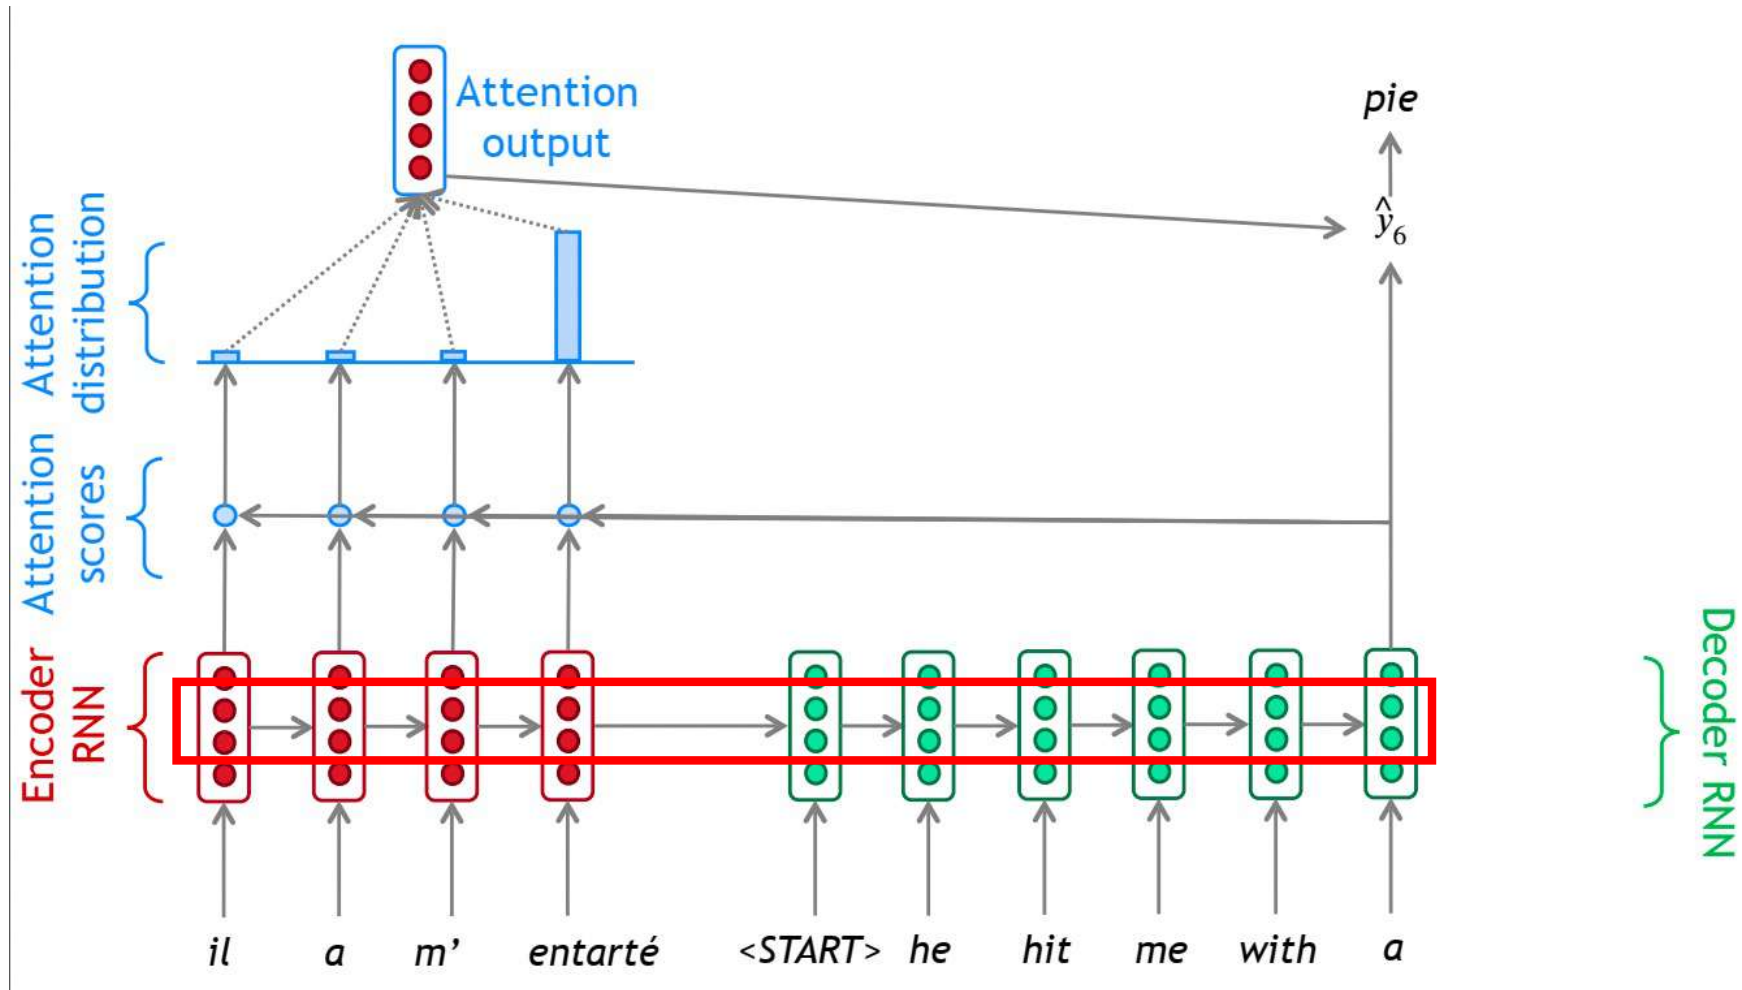 Attention
output
pie
ŷ6
Attention
distribution
Attention
scores
Encoder
RNN
Decoder RNN
il a m’ entarté <START> he hit me with a